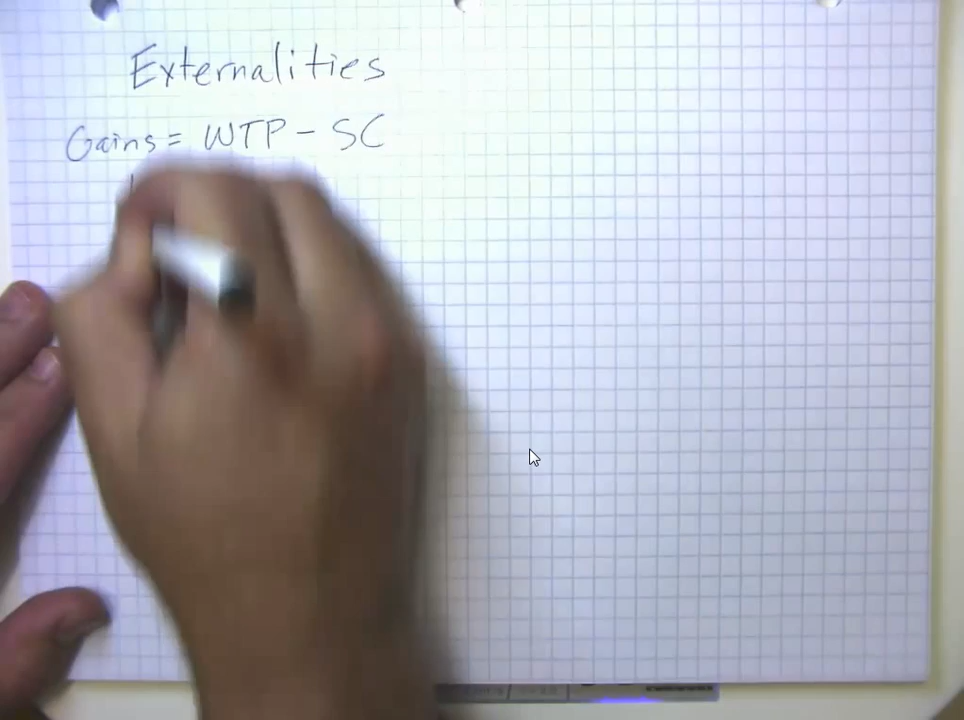 Externalities
Gains = WTP - SC